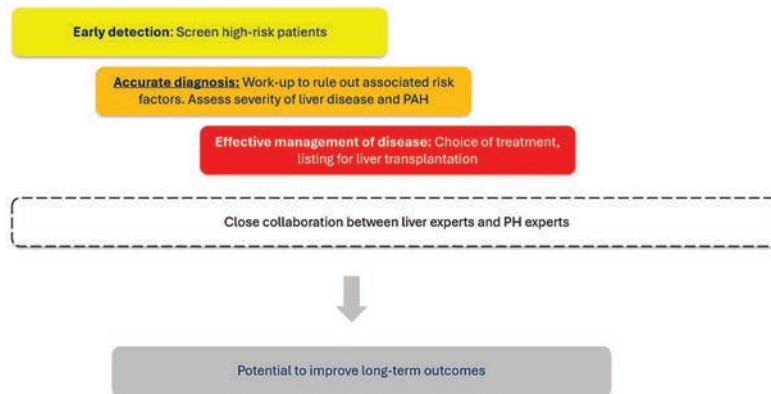 Early detection: Screen high-risk patients
Accurate diagnosis: Work-up to rule out associated risk
factors. Assess severity of liver disease and PAH
Effective management of disease: Choice of treatment,
listing for liver transplantation
Close collaboration between liver experts and PH experts
Potential to improve long-term outcomes